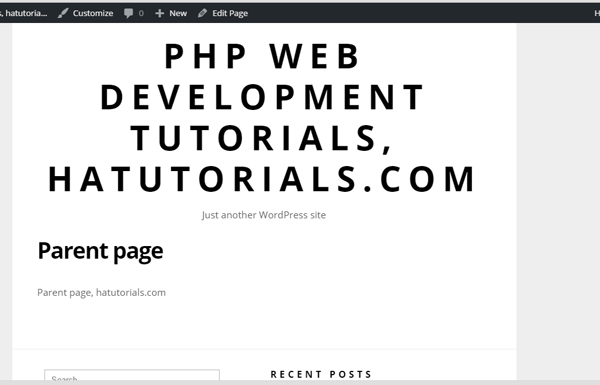 s, hatutoria... Customize 0 New Edit Page H
PHP WEB
DEVELOPMENT
TUTORIALS,
HATUTORIALS.COM
Just another WordPress site
Parent page
Parent page, hatutorials.com
Search
RECENT POSTS